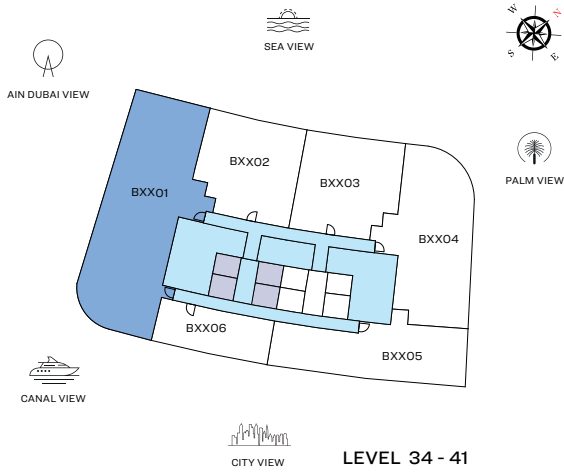 W
N
S
E
SEA VIEW
AIN DUBAI VIEW
PALM VIEW
BXX02
BXX03
BXX01
BXX04
BXX06
BXX05
CANAL VIEW
CITY VIEW
LEVEL 34 - 41